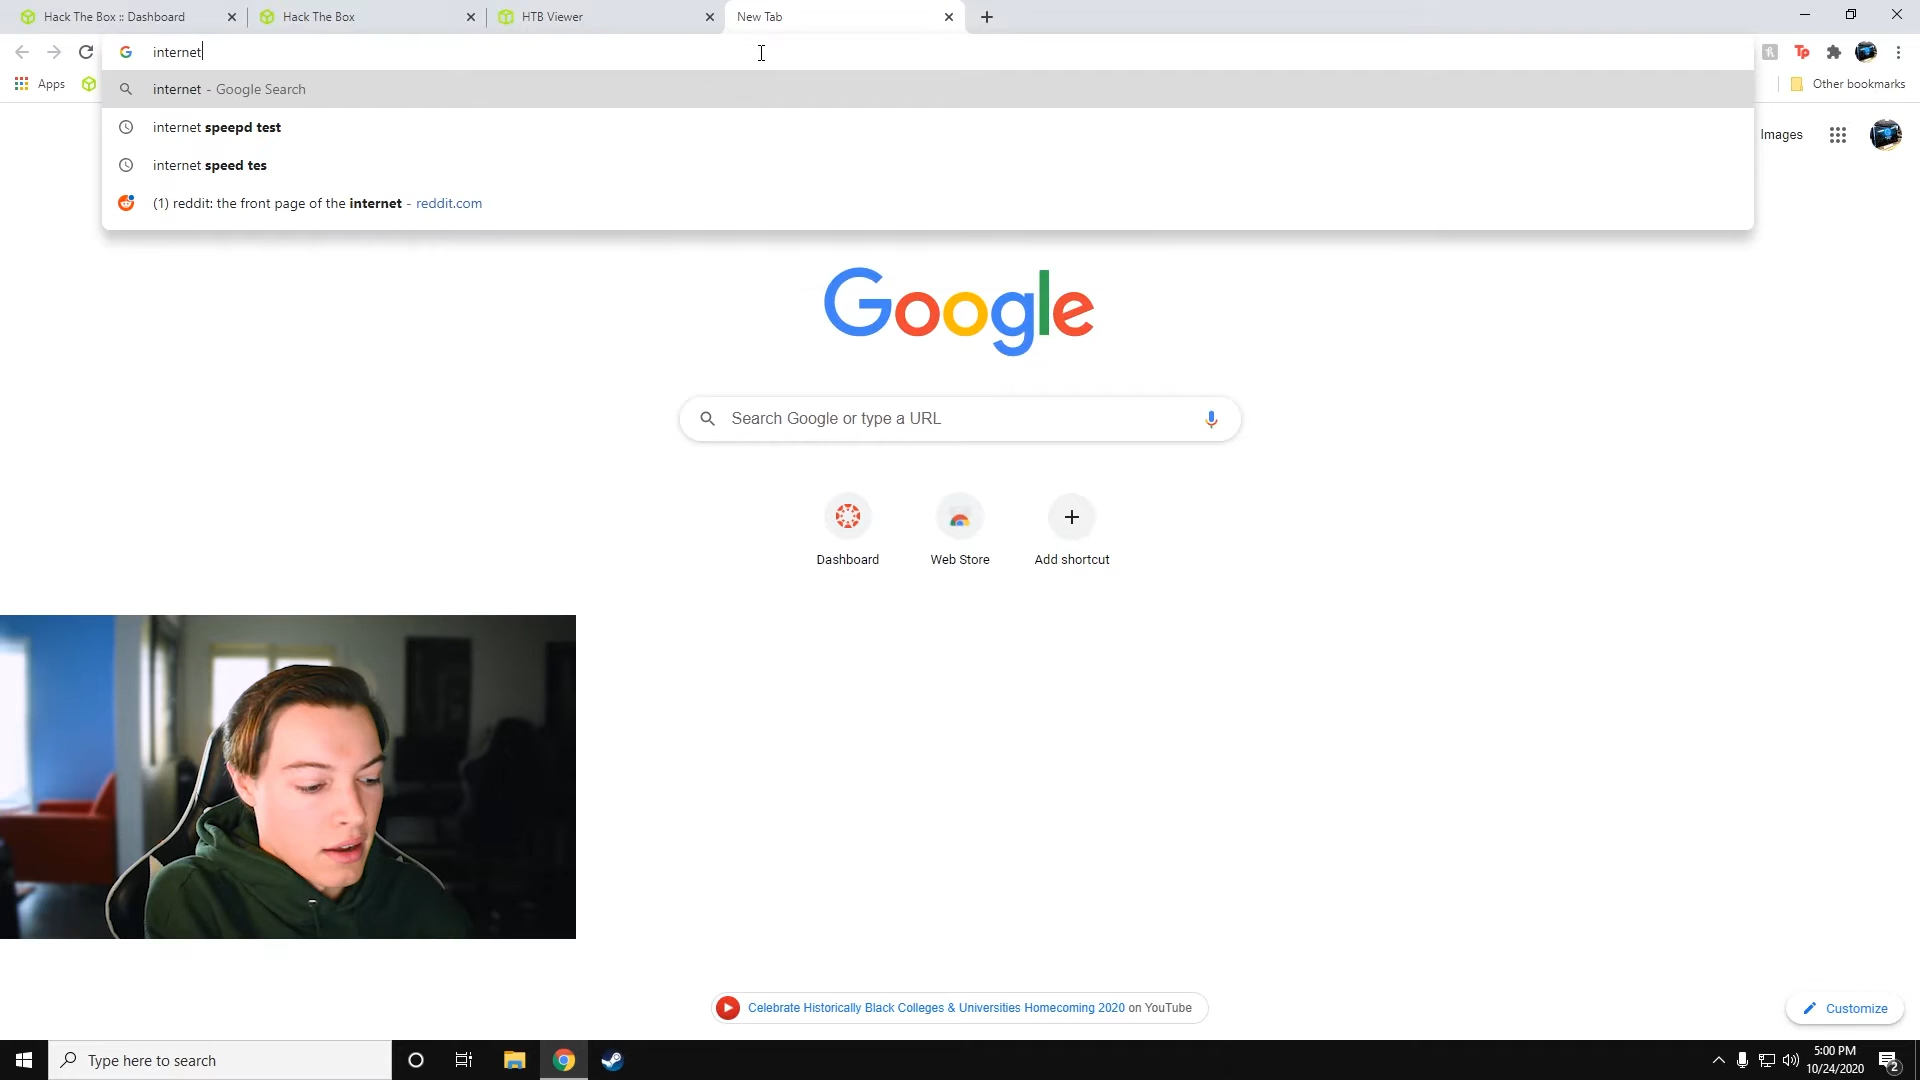 Hack The Box :: Dashboard
Hack The Box
HTB Viewer
New Tab
internet
Apps
internet - Google Search
Other bookmarks
internet speepd test
Images
internet speed tes
(1) reddit: the front page of the internet - reddit.com
Google
Search Google or type a URL
Dashboard
Web Store
Add shortcut
Celebrate Historically Black Colleges & Universities Homecoming 2020 on YouTube
Customize
Type here to search
5:00 PM
10/24/2020
2